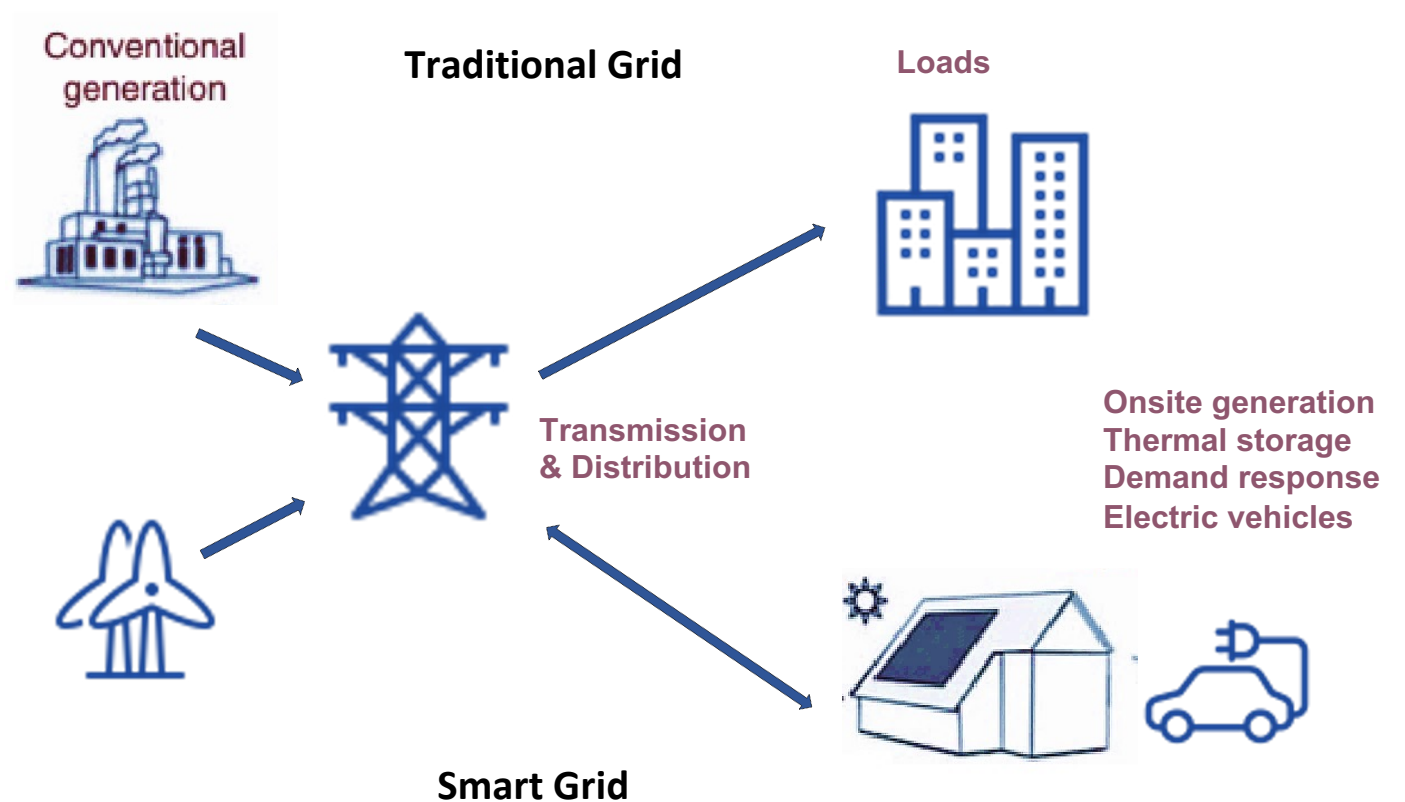 Conventional
generation
Traditional Grid
Loads
Transmission
& Distribution
Onsite generation
Thermal storage
Demand response
Electric vehicles
Smart Grid